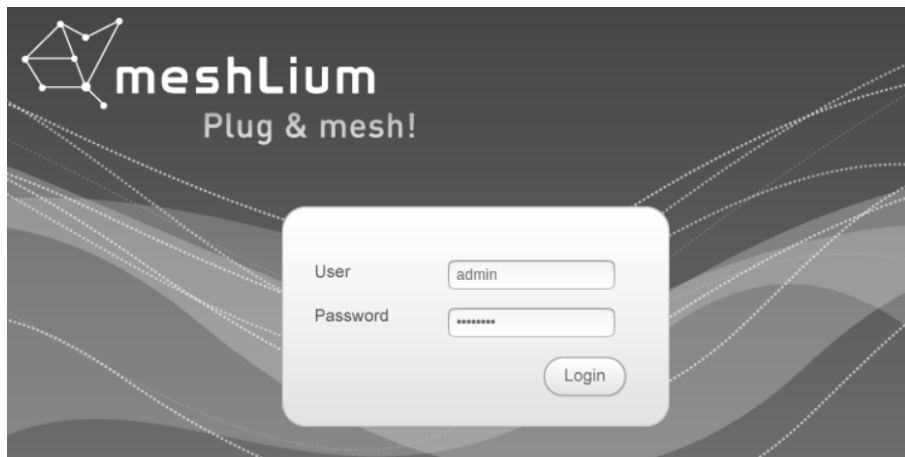 meshLium
Plug & mesh!
User admin
Password ••••••••
Login